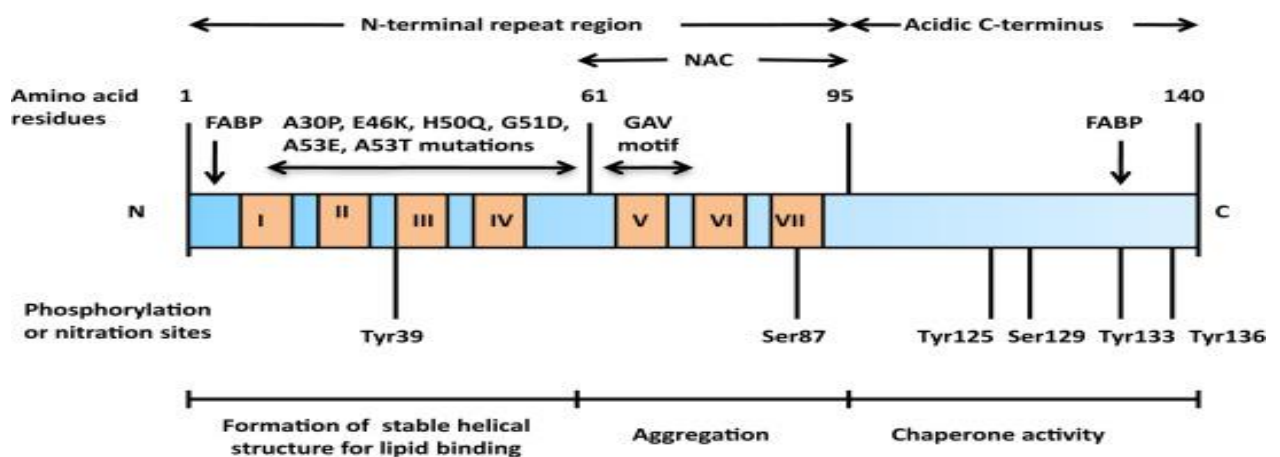 N-terminal repeat region Acidic C-terminus
NAC
Amino acid residues 1 61 95 140
FABP A30P, E46K, H50Q, G51D, GAV FABP
A53E, A53T mutations motif
N I II III IV V VI VII C
Phosphorylation
or nitration sites
Tyr39 Ser87 Tyr125 Ser129 Tyr133 Tyr136
Formation of stable helical
structure for lipid binding
Aggregation
Chaperone activity